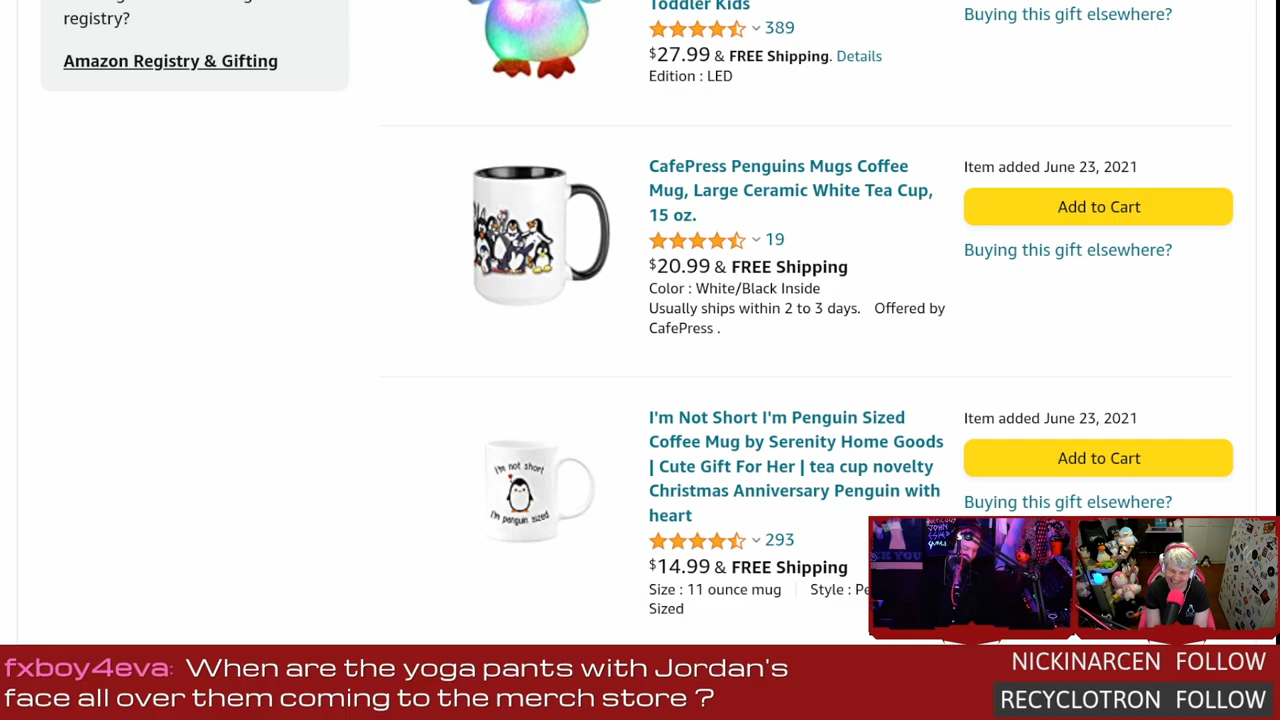 registry?
Amazon Registry & Gifting
Toddler Kids
389
$27.99 & FREE Shipping. Details
Edition : LED
Buying this gift elsewhere?
CafePress Penguins Mugs Coffee
Mug, Large Ceramic White Tea Cup,
15 oz.
19
$20.99 & FREE Shipping
Color : White/Black Inside
Usually ships within 2 to 3 days. Offered by
CafePress .
Item added June 23, 2021
Add to Cart
Buying this gift elsewhere?
I'm not short
I'm penguin sized
I'm Not Short I'm Penguin Sized
Coffee Mug by Serenity Home Goods
| Cute Gift For Her | tea cup novelty
Christmas Anniversary Penguin with
heart
293
$14.99 & FREE Shipping
Size : 11 ounce mug Style :
Sized
Item added June 23, 2021
Add to Cart
Buying this gift elsewhere?
fxboy4eva: When are the yoga pants with Jordan's
face all over them coming to the merch store ?
NICKINARCEN FOLLOW
RECYCLOTRON FOLLOW